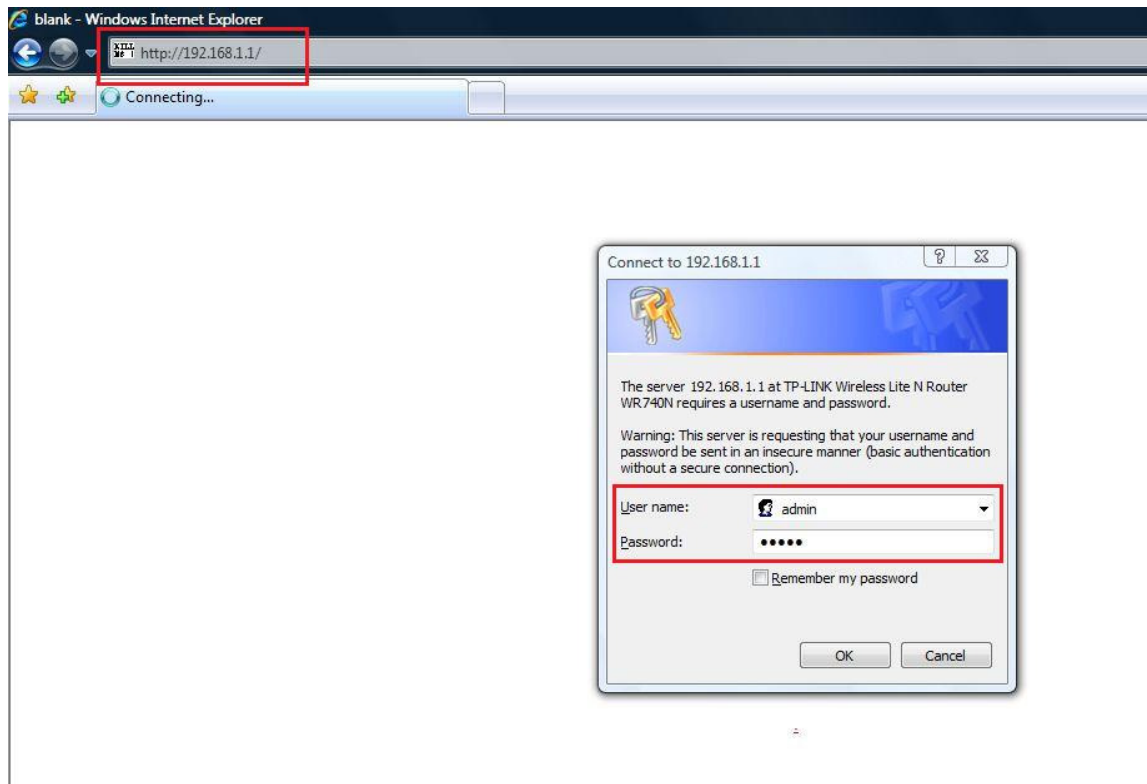 blank - Windows Internet Explorer
http://192.168.1.1/
Connecting...
Connect to 192.168.1.1
The server 192.168.1.1 at TP-LINK Wireless Lite N Router
WR740N requires a username and password.
Warning: This server is requesting that your username and
password be sent in an insecure manner (basic authentication
without a secure connection).
User name: admin
Password: •••••
Remember my password
OK Cancel